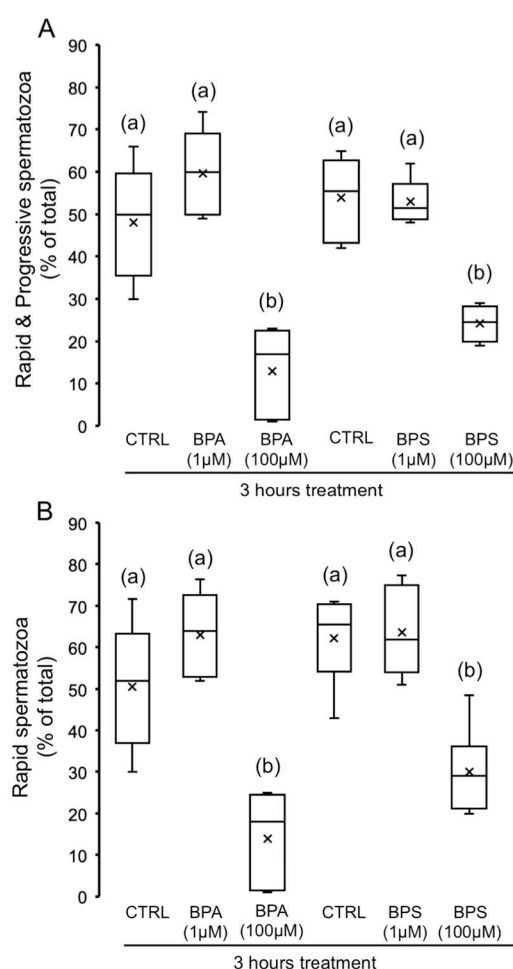 A
Rapid & Progressive spermatozoa
(% of total)
90
80
70
60
50
40
30
20
10
0
(a)
(a)
(b)
(a)
(a)
(b)
CTRL BPA (1µM) BPA (100µM) CTRL BPS (1µM) BPS (100µM)
3 hours treatment
B
Rapid spermatozoa
(% of total)
90
80
70
60
50
40
30
20
10
0
(a)
(a)
(b)
(a)
(a)
(b)
CTRL BPA (1µM) BPA (100µM) CTRL BPS (1µM) BPS (100µM)
3 hours treatment